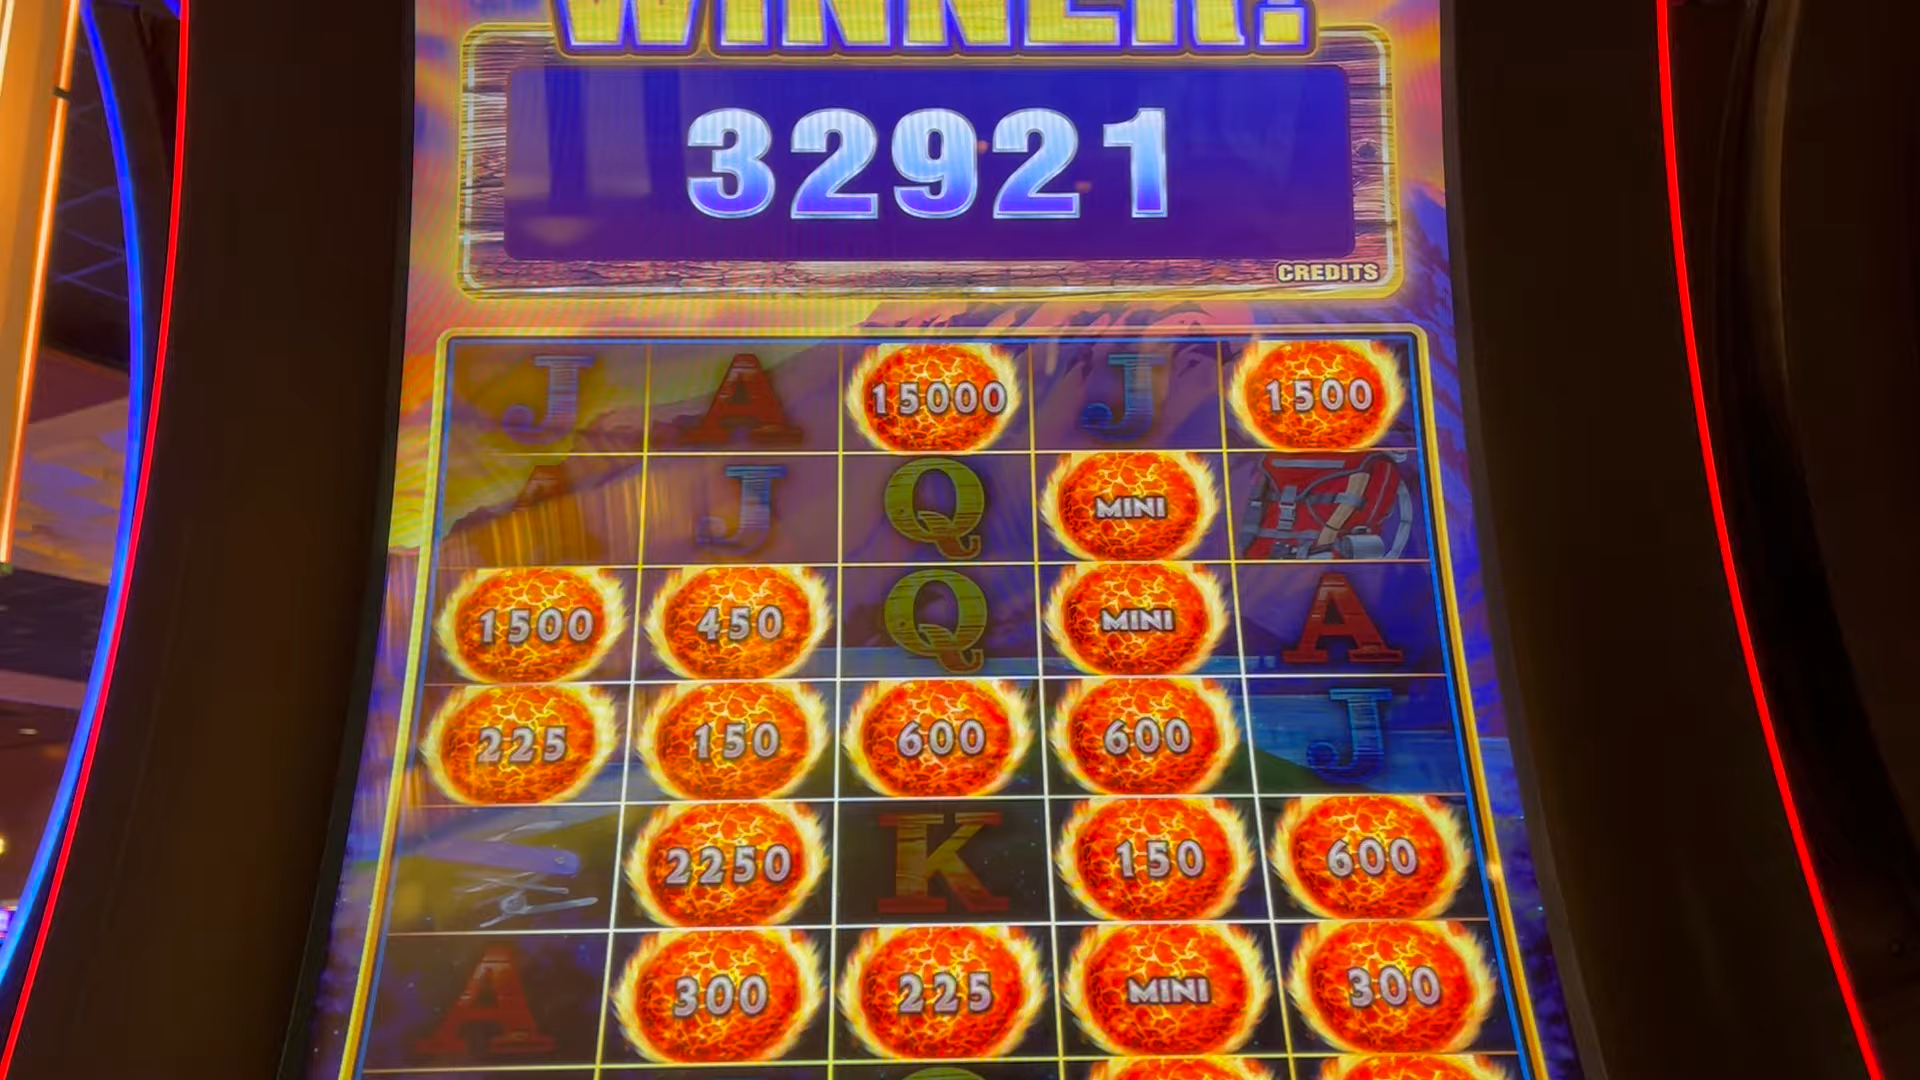 WINNER!
32921
CREDITS
J A 15000 J 1500
A J Q MINI
1500 450 Q MINI A
225 150 600 600 J
2250 K 150 600
A 300 225 MINI 300